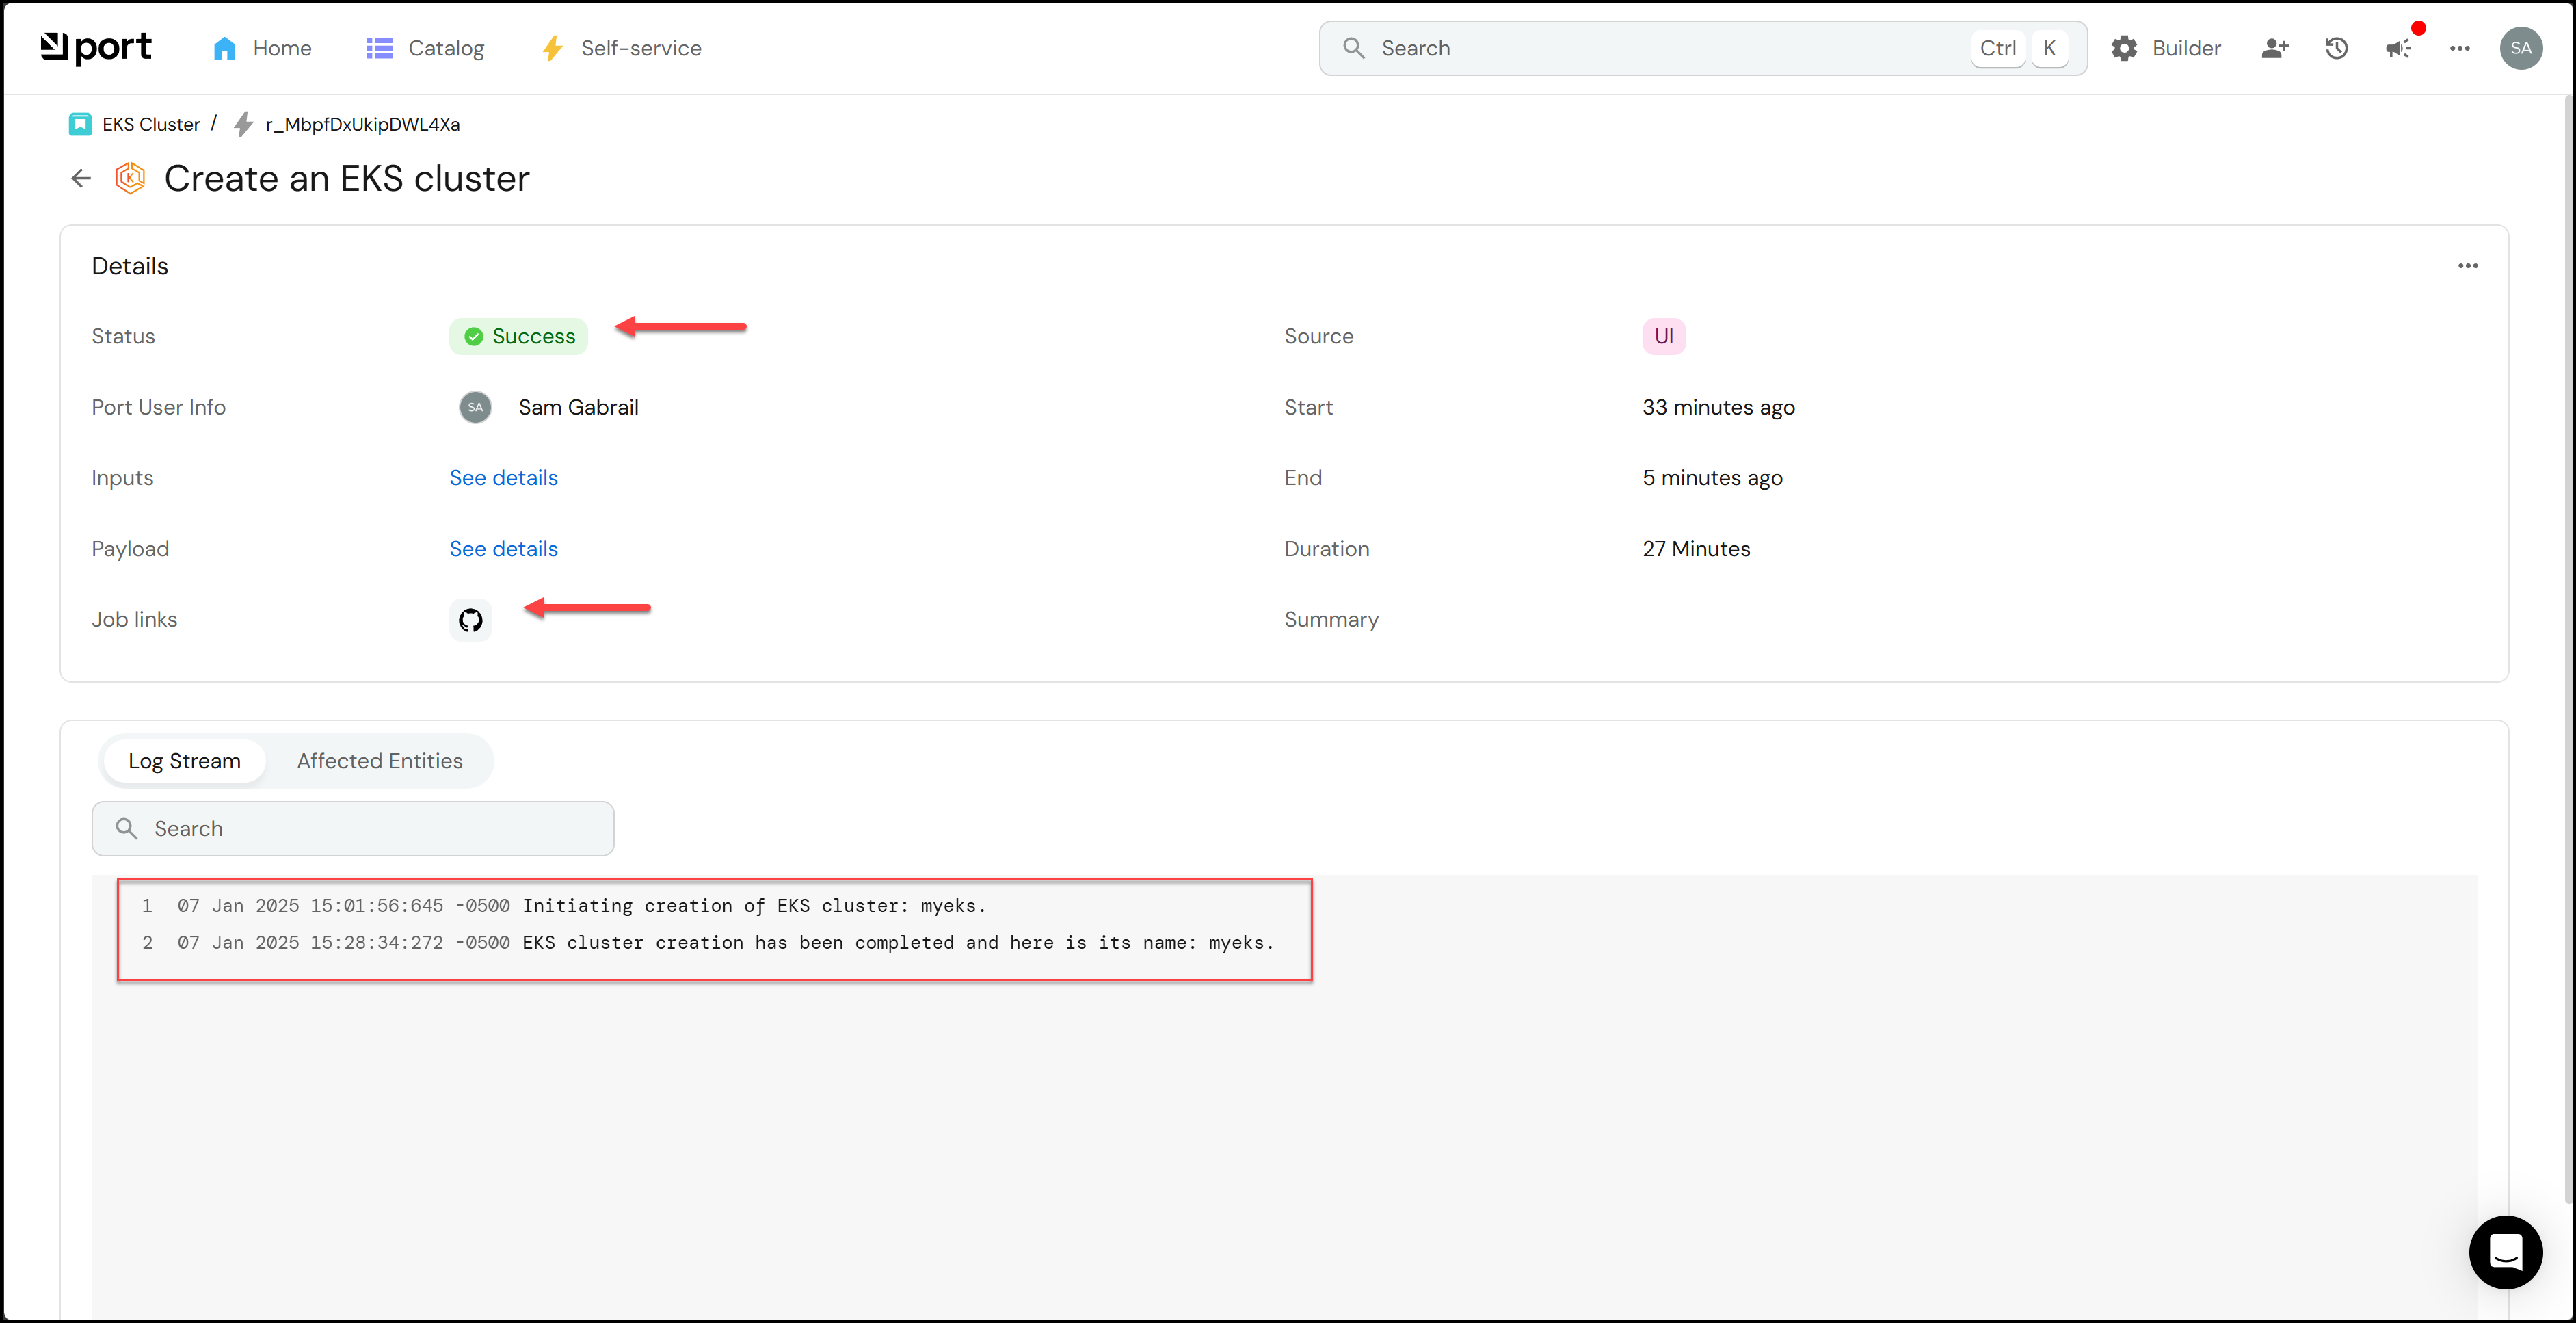 port Home Catalog Self-service Search Ctrl K Builder SA
EKS Cluster / r_MbpfDxUkipDWL4Xa
Create an EKS cluster
Details
Status Success Source UI
Port User Info SA Sam Gabrail Start 33 minutes ago
Inputs See details End 5 minutes ago
Payload See details Duration 27 Minutes
Job links Summary
Log Stream Affected Entities
Search
1 07 Jan 2025 15:01:56:645 -0500 Initiating creation of EKS cluster: myeks.
2 07 Jan 2025 15:28:34:272 -0500 EKS cluster creation has been completed and here is its name: myeks.